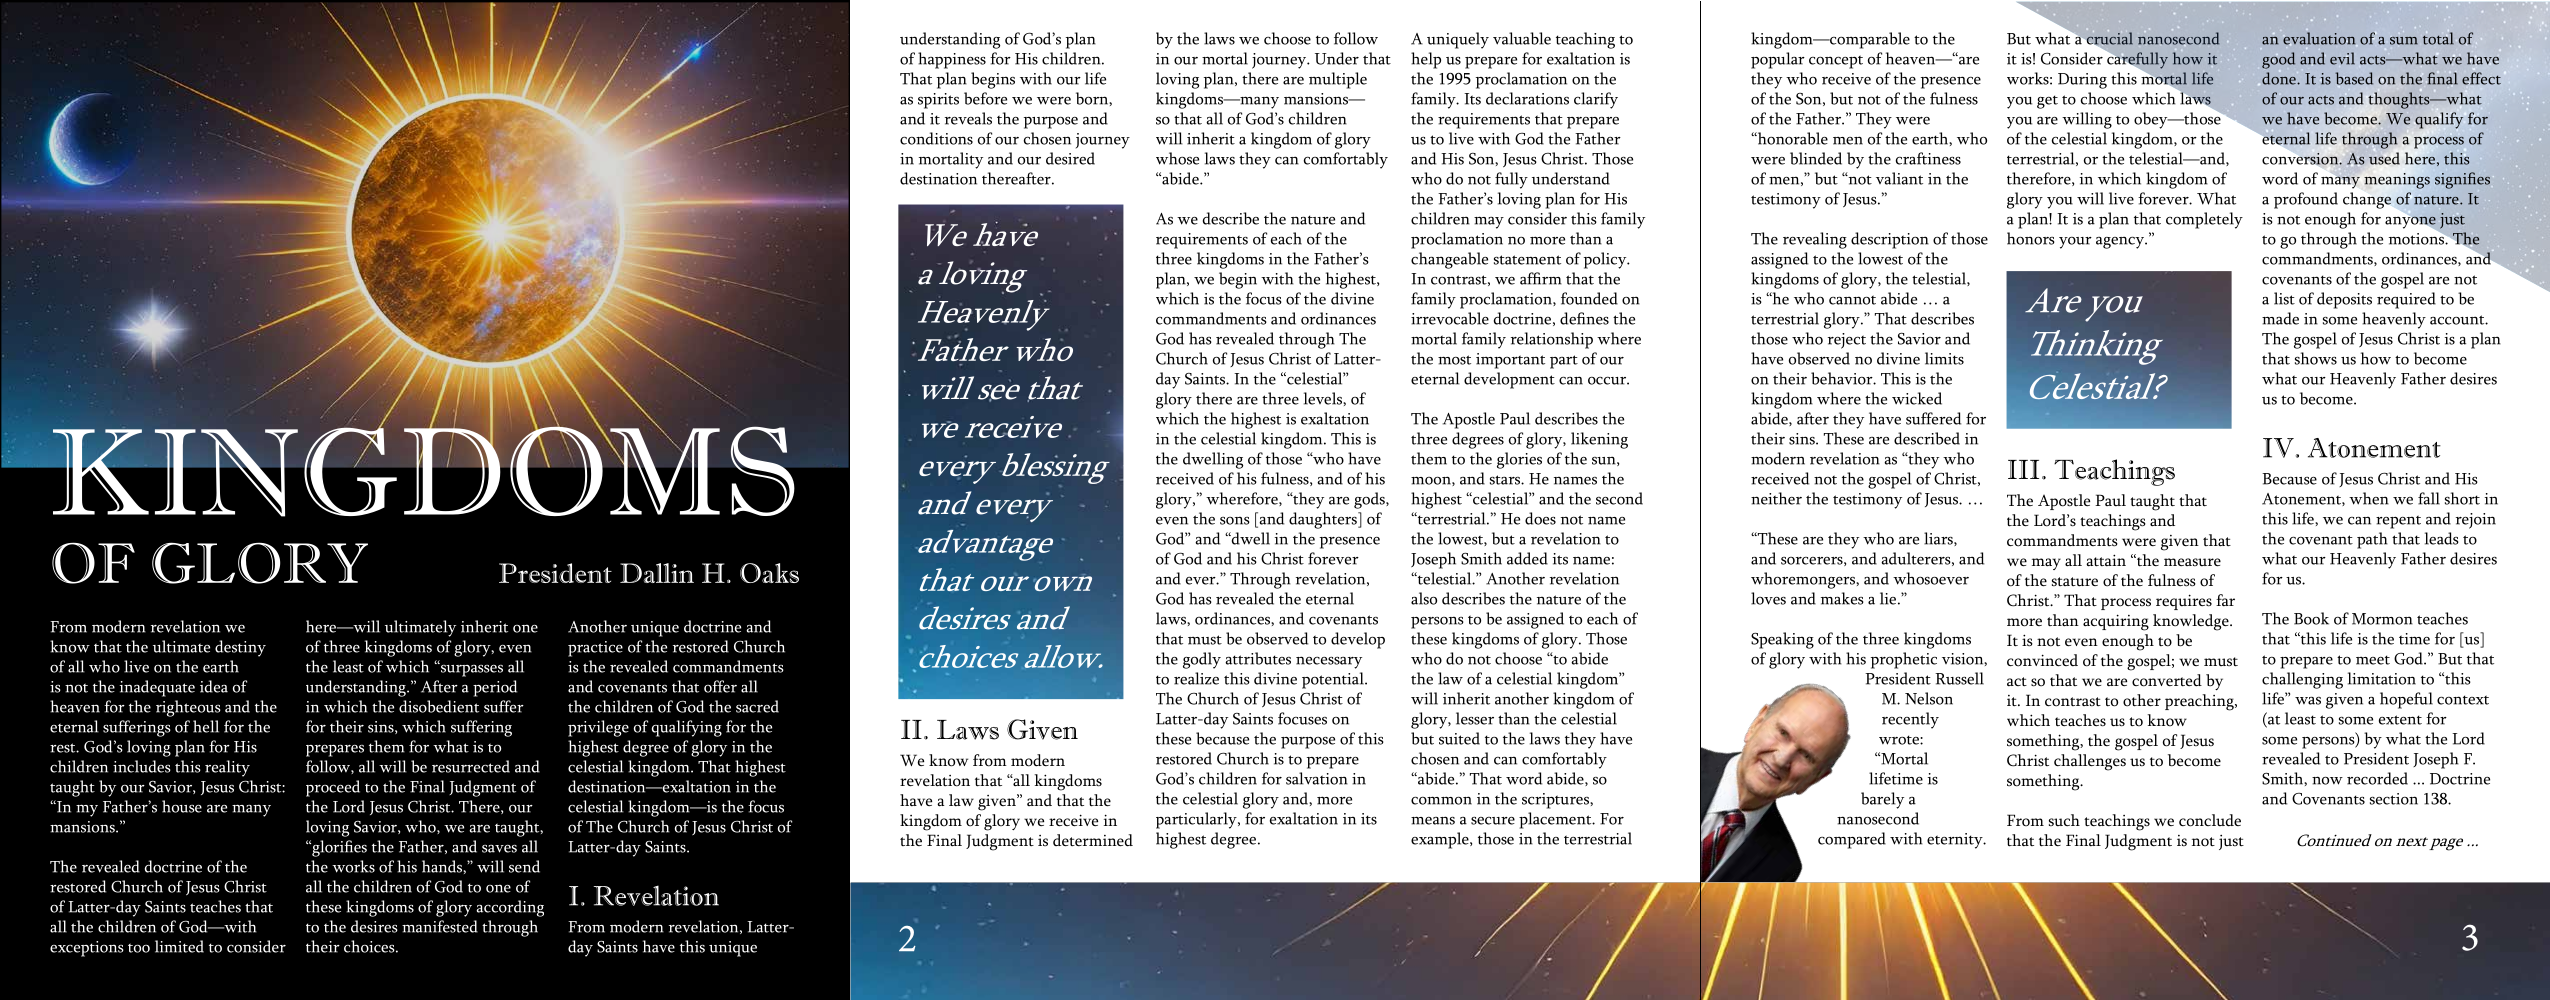 KINGDOMS
OF GLORY
President Dallin H. Oaks
From modern revelation we
know that the ultimate destiny
of all who live on the earth
is not the inadequate idea of
heaven for the righteous and the
eternal sufferings of hell for the
rest. God’s loving plan for His
children includes this reality
taught by our Savior, Jesus Christ:
“In my Father’s house are many
mansions.”
The revealed doctrine of the
restored Church of Jesus Christ
of Latter-day Saints teaches that
all the children of God—with
exceptions too limited to consider
here—will ultimately inherit one
of three kingdoms of glory, even
the least of which “surpasses all
understanding.” After a period
in which the disobedient suffer
for their sins, which suffering
prepares them for what is to
follow, all will be resurrected and
proceed to the Final Judgment of
the Lord Jesus Christ. There, our
loving Savior, who, we are taught,
“glorifies the Father, and saves all
the works of his hands,” will send
all the children of God to one of
these kingdoms of glory according
to the desires manifested through
their choices.
Another unique doctrine and
practice of the restored Church
is the revealed commandments
and covenants that offer all
the children of God the sacred
privilege of qualifying for the
highest degree of glory in the
celestial kingdom. That highest
destination—exaltation in the
celestial kingdom—is the focus
of The Church of Jesus Christ of
Latter-day Saints.
I. Revelation
From modern revelation, Latter-
day Saints have this unique
understanding of God’s plan
of happiness for His children.
That plan begins with our life
as spirits before we were born,
and it reveals the purpose and
conditions of our chosen journey
in mortality and our desired
destination thereafter.
We have
a loving
Heavenly
Father who
will see that
we receive
every blessing
and every
advantage
that our own
desires and
choices allow.
II. Laws Given
We know from modern
revelation that “all kingdoms
have a law given” and that the
kingdom of glory we receive in
the Final Judgment is determined
by the laws we choose to follow
in our mortal journey. Under that
loving plan, there are multiple
kingdoms—many mansions—
so that all of God’s children
will inherit a kingdom of glory
whose laws they can comfortably
“abide.”
As we describe the nature and
requirements of each of the
three kingdoms in the Father’s
plan, we begin with the highest,
which is the focus of the divine
commandments and ordinances
God has revealed through The
Church of Jesus Christ of Latter-
day Saints. In the “celestial”
glory there are three levels, of
which the highest is exaltation
in the celestial kingdom. This is
the dwelling of those “who have
received of his fulness, and of his
glory,” wherefore, “they are gods,
even the sons [and daughters] of
God” and “dwell in the presence
of God and his Christ forever
and ever.” Through revelation,
God has revealed the eternal
laws, ordinances, and covenants
that must be observed to develop
the godly attributes necessary
to realize this divine potential.
The Church of Jesus Christ of
Latter-day Saints focuses on
these because the purpose of this
restored Church is to prepare
God’s children for salvation in
the celestial glory and, more
particularly, for exaltation in its
highest degree.
A uniquely valuable teaching to
help us prepare for exaltation is
the 1995 proclamation on the
family. Its declarations clarify
the requirements that prepare
us to live with God the Father
and His Son, Jesus Christ. Those
who do not fully understand
the Father’s loving plan for His
children may consider this family
proclamation no more than a
changeable statement of policy.
In contrast, we affirm that the
family proclamation, founded on
irrevocable doctrine, defines the
mortal family relationship where
the most important part of our
eternal development can occur.
The Apostle Paul describes the
three degrees of glory, likening
them to the glories of the sun,
moon, and stars. He names the
highest “celestial” and the second
“terrestrial.” He does not name
the lowest, but a revelation to
Joseph Smith added its name:
“telestial.” Another revelation
also describes the nature of the
persons to be assigned to each of
these kingdoms of glory. Those
who do not choose “to abide
the law of a celestial kingdom”
will inherit another kingdom of
glory, lesser than the celestial
but suited to the laws they have
chosen and can comfortably
“abide.” That word abide, so
common in the scriptures,
means a secure placement. For
example, those in the terrestrial
2
kingdom—comparable to the
popular concept of heaven—“are
they who receive of the presence
of the Son, but not of the fulness
of the Father.” They were
“honorable men of the earth, who
were blinded by the craftiness
of men,” but “not valiant in the
testimony of Jesus.”
The revealing description of those
assigned to the lowest of the
kingdoms of glory, the telestial,
is “he who cannot abide … a
terrestrial glory.” That describes
those who reject the Savior and
have observed no divine limits
on their behavior. This is the
kingdom where the wicked
abide, after they have suffered for
their sins. These are described in
modern revelation as “they who
received not the gospel of Christ,
neither the testimony of Jesus. …
“These are they who are liars,
and sorcerers, and adulterers, and
whoremongers, and whosoever
loves and makes a lie.”
Speaking of the three kingdoms
of glory with his prophetic vision,
President Russell
M. Nelson
recently
wrote:
“Mortal
lifetime is
barely a
nanosecond
compared with eternity.
But what a crucial nanosecond
it is! Consider carefully how it
works: During this mortal life
you get to choose which laws
you are willing to obey—those
of the celestial kingdom, or the
terrestrial, or the telestial—and,
therefore, in which kingdom of
glory you will live forever. What
a plan! It is a plan that completely
honors your agency.”
Are you
Thinking
Celestial?
III. Teachings
The Apostle Paul taught that
the Lord’s teachings and
commandments were given that
we may all attain “the measure
of the stature of the fulness of
Christ.” That process requires far
more than acquiring knowledge.
It is not even enough to be
convinced of the gospel; we must
act so that we are converted by
it. In contrast to other preaching,
which teaches us to know
something, the gospel of Jesus
Christ challenges us to become
something.
From such teachings we conclude
that the Final Judgment is not just
an evaluation of a sum total of
good and evil acts—what we have
done. It is based on the final effect
of our acts and thoughts—what
we have become. We qualify for
eternal life through a process of
conversion. As used here, this
word of many meanings signifies
a profound change of nature. It
is not enough for anyone just
to go through the motions. The
commandments, ordinances, and
covenants of the gospel are not
a list of deposits required to be
made in some heavenly account.
The gospel of Jesus Christ is a plan
that shows us how to become
what our Heavenly Father desires
us to become.
IV. Atonement
Because of Jesus Christ and His
Atonement, when we fall short in
this life, we can repent and rejoin
the covenant path that leads to
what our Heavenly Father desires
for us.
The Book of Mormon teaches
that “this life is the time for [us]
to prepare to meet God.” But that
challenging limitation to “this
life” was given a hopeful context
(at least to some extent for
some persons) by what the Lord
revealed to President Joseph F.
Smith, now recorded ... Doctrine
and Covenants section 138.
Continued on next page ...
3